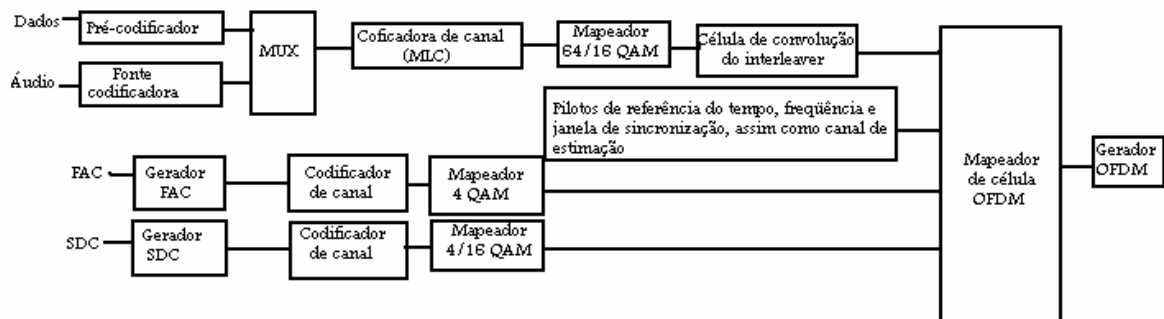 Dados
Pré-codificador
MUX
Coficadora de canal
(MLC)
Mapeador
64/16 QAM
Célula de convolução
do interleaver
Áudio
Fonte
codificadora
Pilotos de referência do tempo, freqüência e
janela de sincronização, assim como canal de
estimação
Mapeador
de célula
OFDM
Gerador
OFDM
FAC
Gerador
FAC
Codificador
de canal
Mapeador
4 QAM
SDC
Gerador
SDC
Codificador
de canal
Mapeador
4/16 QAM